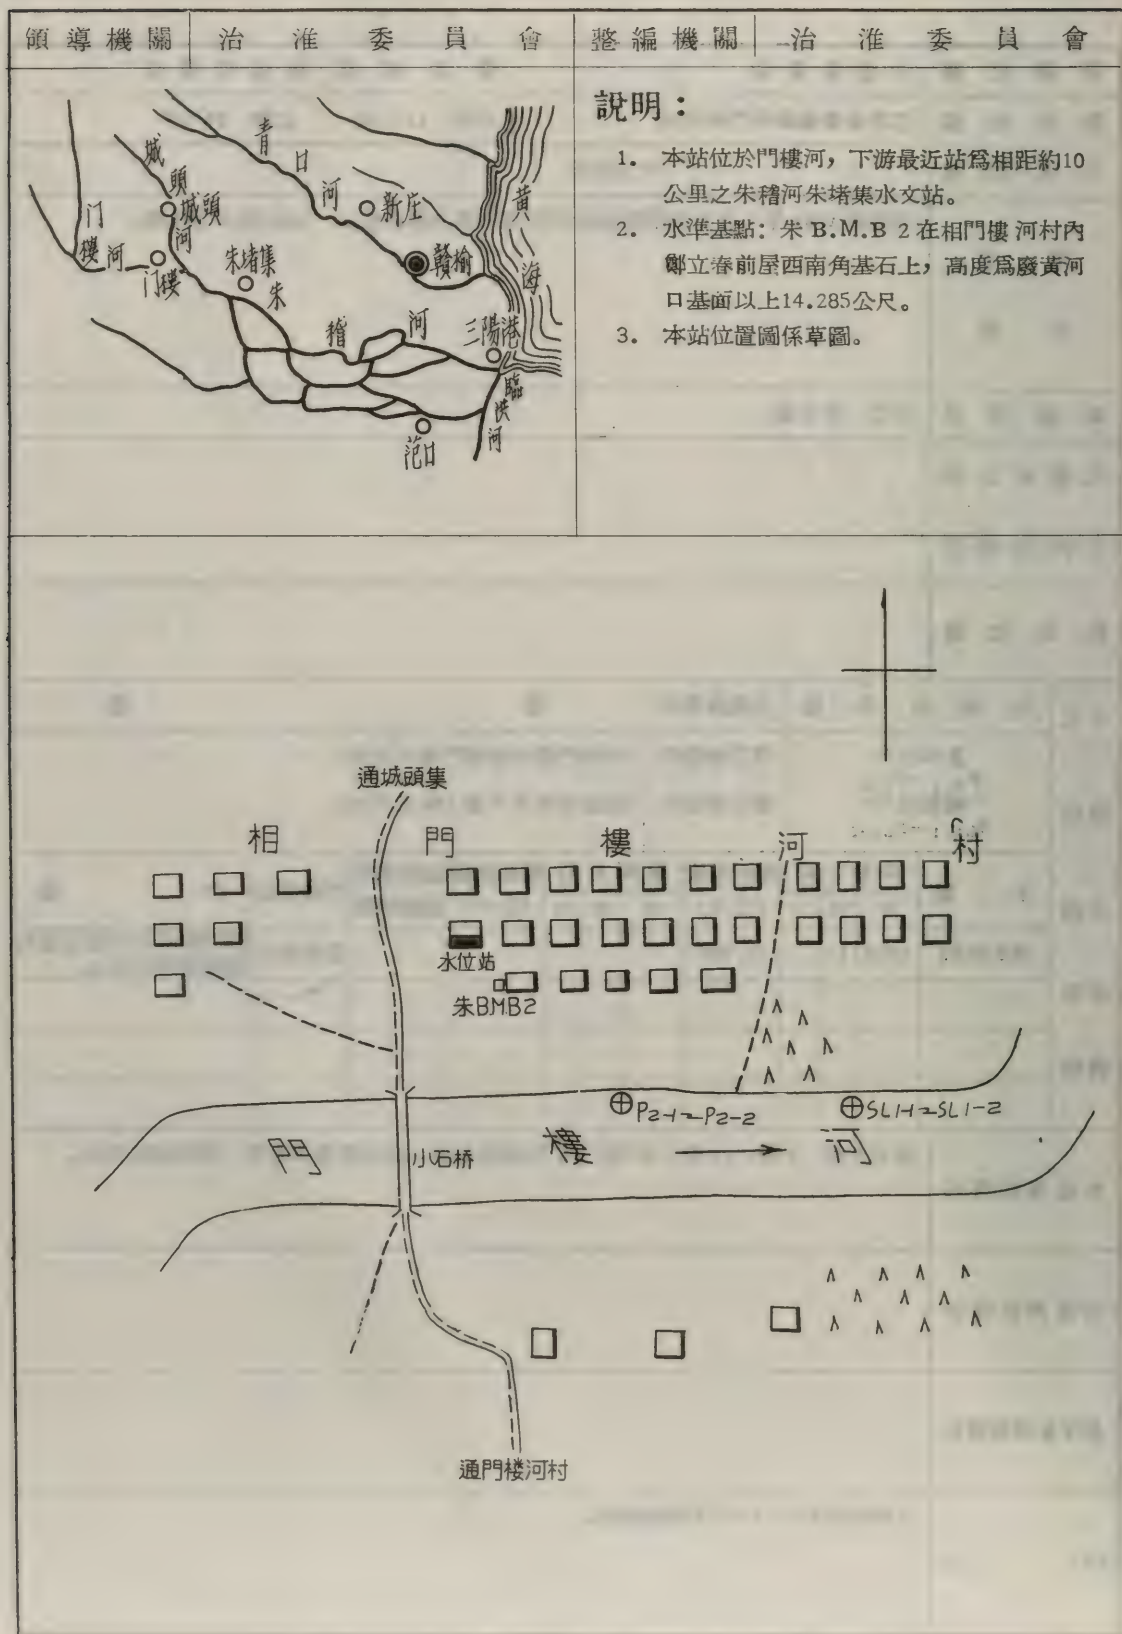 領導機關 治淮委員會 整編機關 治淮委員會
說明：
1. 本站位於門樓河，下游最近站爲相距約10
公里之朱稽河朱堵集水文站。
2. 水準基點：朱 B.M.B 2 在相門樓河村內
鄭立春前屋西南角基石上，高度爲廢黃河
口基面以上14.285公尺。
3. 本站位置圖係草圖。
青口河
城頭河
城頭
新庄
黄海
门楼河
门楼
朱堵集
贛榆
朱稽河
三陽港
臨洪河
范口
通城頭集
相門樓河村
水位站
朱B.M.B2
P2-1~P2-2
SL1-1~SL1-2
門樓河
小石桥
通門楼河村